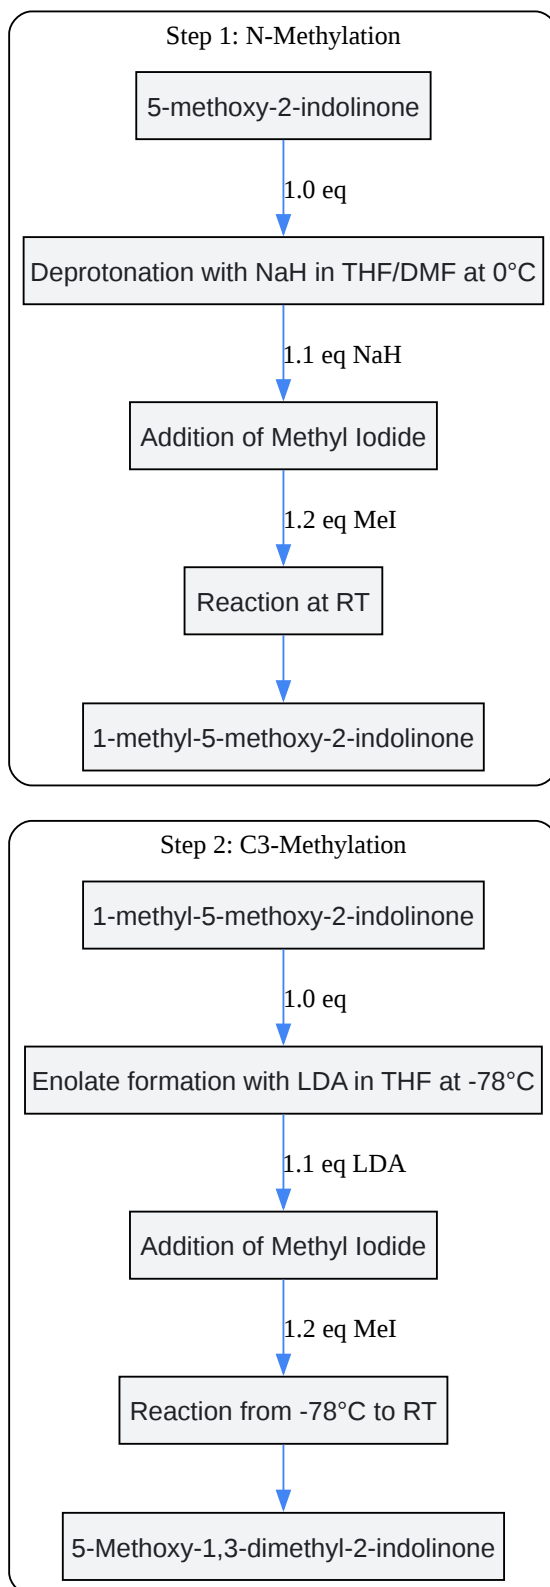 Step 1: N-Methylation
5-methoxy-2-indolinone
1.0 eq
Deprotonation with NaH in THF/DMF at 0°C
1.1 eq NaH
Addition of Methyl Iodide
1.2 eq MeI
Reaction at RT
1-methyl-5-methoxy-2-indolinone
Step 2: C3-Methylation
1-methyl-5-methoxy-2-indolinone
1.0 eq
Enolate formation with LDA in THF at -78°C
1.1 eq LDA
Addition of Methyl Iodide
1.2 eq MeI
Reaction from -78°C to RT
5-Methoxy-1,3-dimethyl-2-indolinone